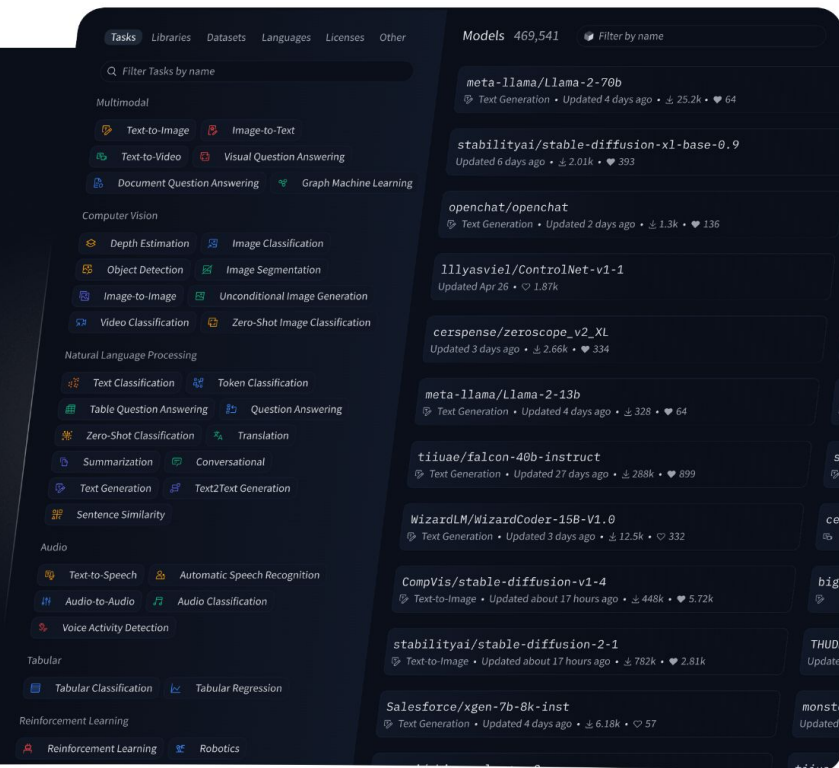 Tasks Libraries Datasets Languages Licenses Other
Filter Tasks by name
Multimodal
Text-to-Image Image-to-Text
Text-to-Video Visual Question Answering
Document Question Answering Graph Machine Learning
Computer Vision
Depth Estimation Image Classification
Object Detection Image Segmentation
Image-to-Image Unconditional Image Generation
Video Classification Zero-Shot Image Classification
Natural Language Processing
Text Classification Token Classification
Table Question Answering Question Answering
Zero-Shot Classification Translation
Summarization Conversational
Text Generation Text2Text Generation
Sentence Similarity
Audio
Text-to-Speech Automatic Speech Recognition
Audio-to-Audio Audio Classification
Voice Activity Detection
Tabular
Tabular Classification Tabular Regression
Reinforcement Learning
Reinforcement Learning Robotics
Models 469,541 Filter by name
meta-llama/Llama-2-70b
Text Generation • Updated 4 days ago • 25.2k • 64
stabilityai/stable-diffusion-xl-base-0.9
Updated 6 days ago • 2.01k • 393
openchat/openchat
Text Generation • Updated 2 days ago • 1.3k • 136
lllyasviel/ControlNet-v1-1
Updated Apr 26 • 1.87k
cerspense/zeroscope_v2_XL
Updated 3 days ago • 2.66k • 334
meta-llama/Llama-2-13b
Text Generation • Updated 4 days ago • 328 • 64
tiiuae/falcon-40b-instruct
Text Generation • Updated 27 days ago • 288k • 899
WizardLM/WizardCoder-15B-V1.0
Text Generation • Updated 3 days ago • 12.5k • 332
CompVis/stable-diffusion-v1-4
Text-to-Image • Updated about 17 hours ago • 448k • 5.72k
stabilityai/stable-diffusion-2-1
Text-to-Image • Updated about 17 hours ago • 782k • 2.81k
Salesforce/xgen-7b-8k-inst
Text Generation • Updated 4 days ago • 6.18k • 57
s
ce
big
THUD
Update
monst
Updated